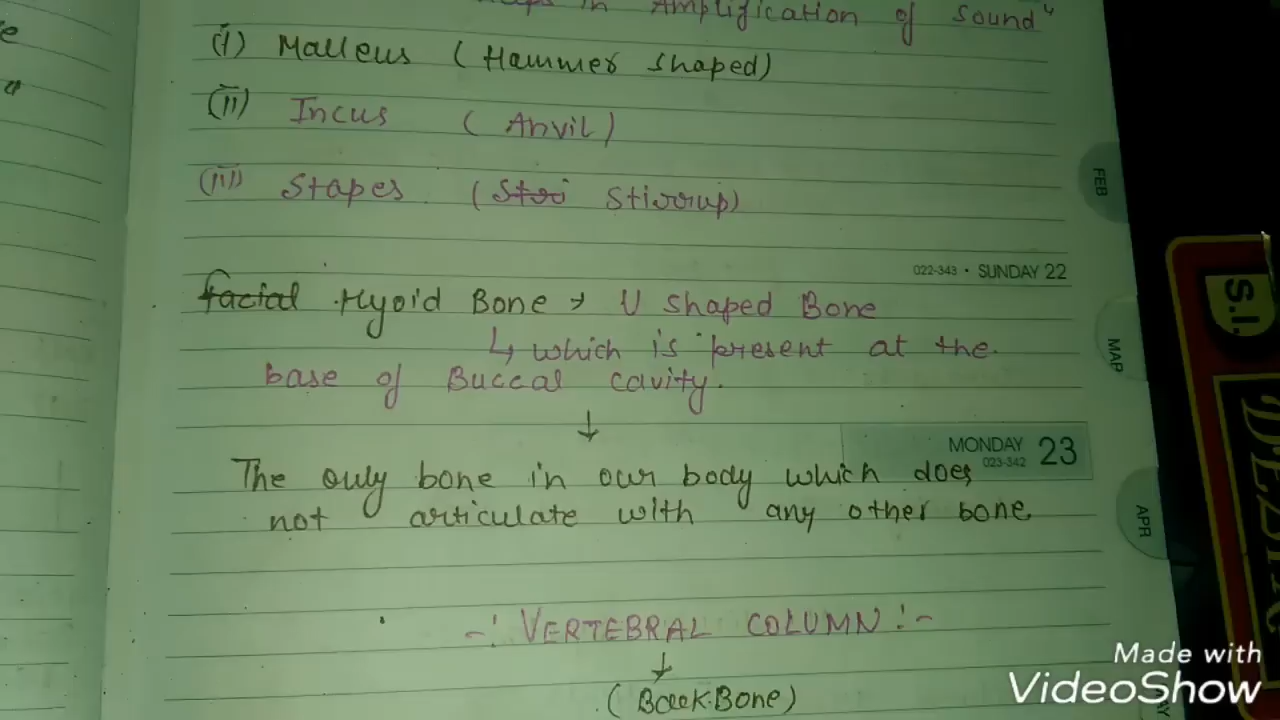 in Amplification of Sound"
(i) Malleus (Hammer shaped)
(ii) Incus (Anvil)
(iii) Stapes (Stri Stirrup)
022-343 • SUNDAY 22
facial Hyoid Bone → U shaped Bone
↳ which is present at the
base of Buccal cavity.
↓
MONDAY 23
023-342
The only bone in our body which does
not articulate with any other bone
-: VERTEBRAL COLUMN :-
↓
(Back Bone)
FEB
MAR
APR
S.I.
Made with
VideoShow